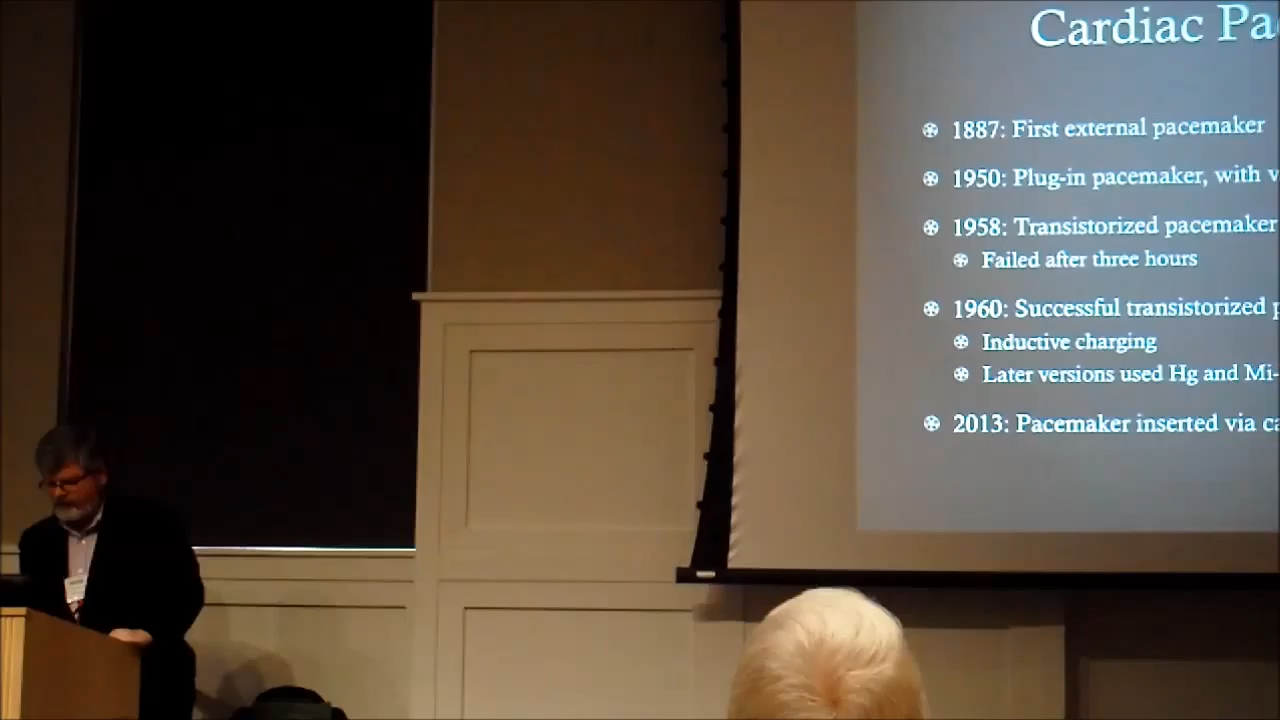 Cardiac Pa
1887: First external pacemaker
1950: Plug-in pacemaker, with v
1958: Transistorized pacemaker
Failed after three hours
1960: Successful transistorized p
Inductive charging
Later versions used Hg and Mi-
2013: Pacemaker inserted via ca